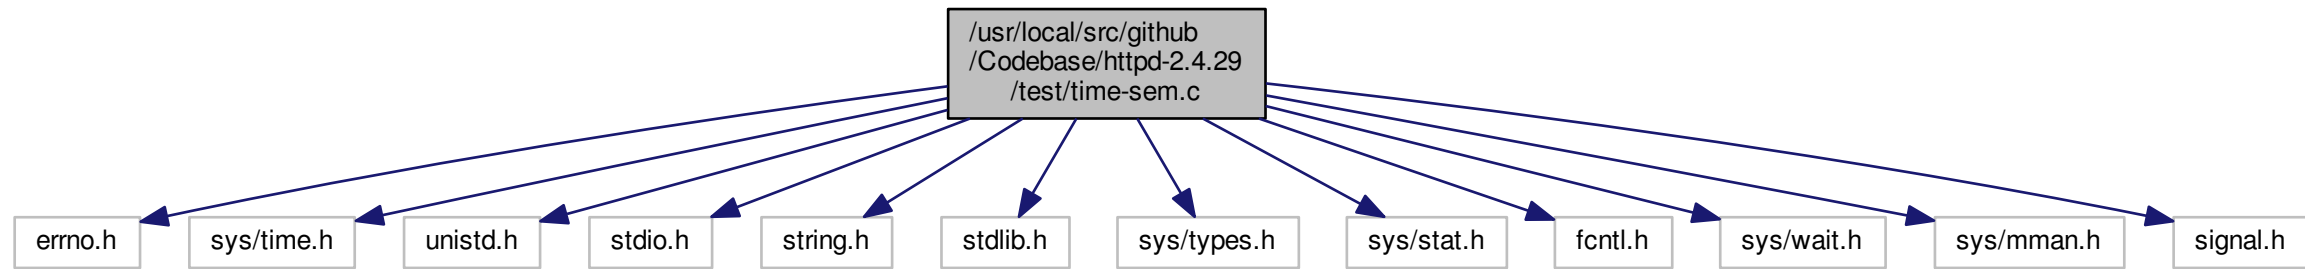 /usr/local/src/github
/Codebase/httpd-2.4.29
/test/time-sem.c
errno.h
sys/time.h
unistd.h
stdio.h
string.h
stdlib.h
sys/types.h
sys/stat.h
fcntl.h
sys/wait.h
sys/mman.h
signal.h